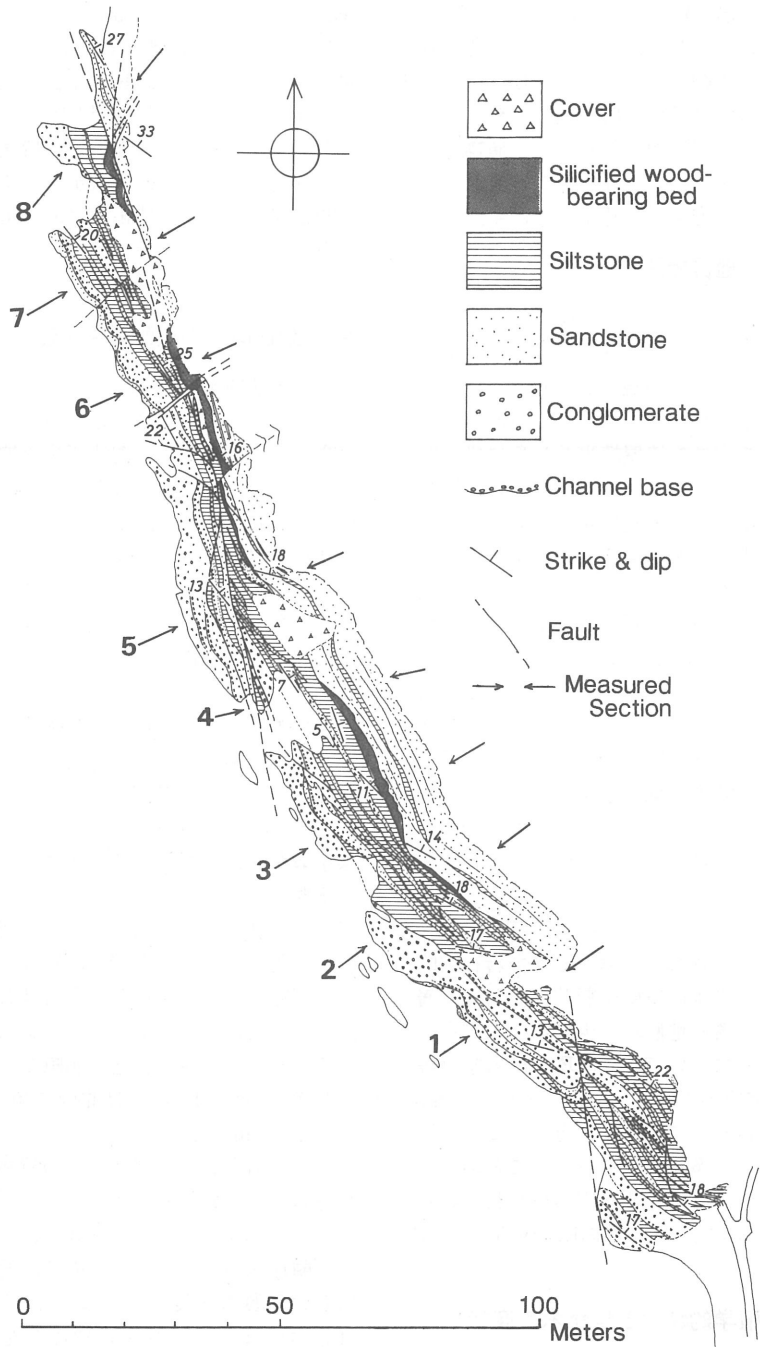 27
33
8
20
7
25
6
22
16
18
13
5
7
4
5
11
3
14
18
17
2
13
1
22
18
17
Cover
Silicified wood-
bearing bed
Siltstone
Sandstone
Conglomerate
Channel base
Strike & dip
Fault
Measured
Section
0 50 100
Meters